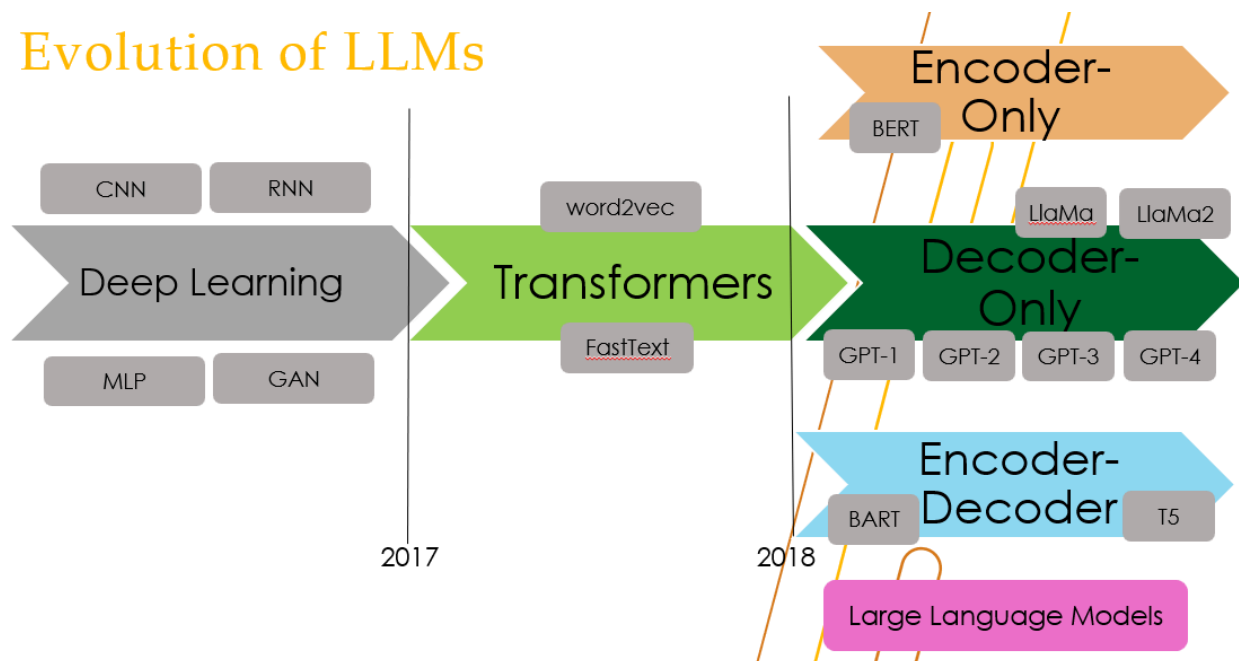 Evolution of LLMs
CNN
RNN
Deep Learning
MLP
GAN
word2vec
Transformers
FastText
2017
2018
Encoder-
Only
BERT
LlaMa
LlaMa2
Decoder-
Only
GPT-1
GPT-2
GPT-3
GPT-4
Encoder-
Decoder
BART
T5
Large Language Models